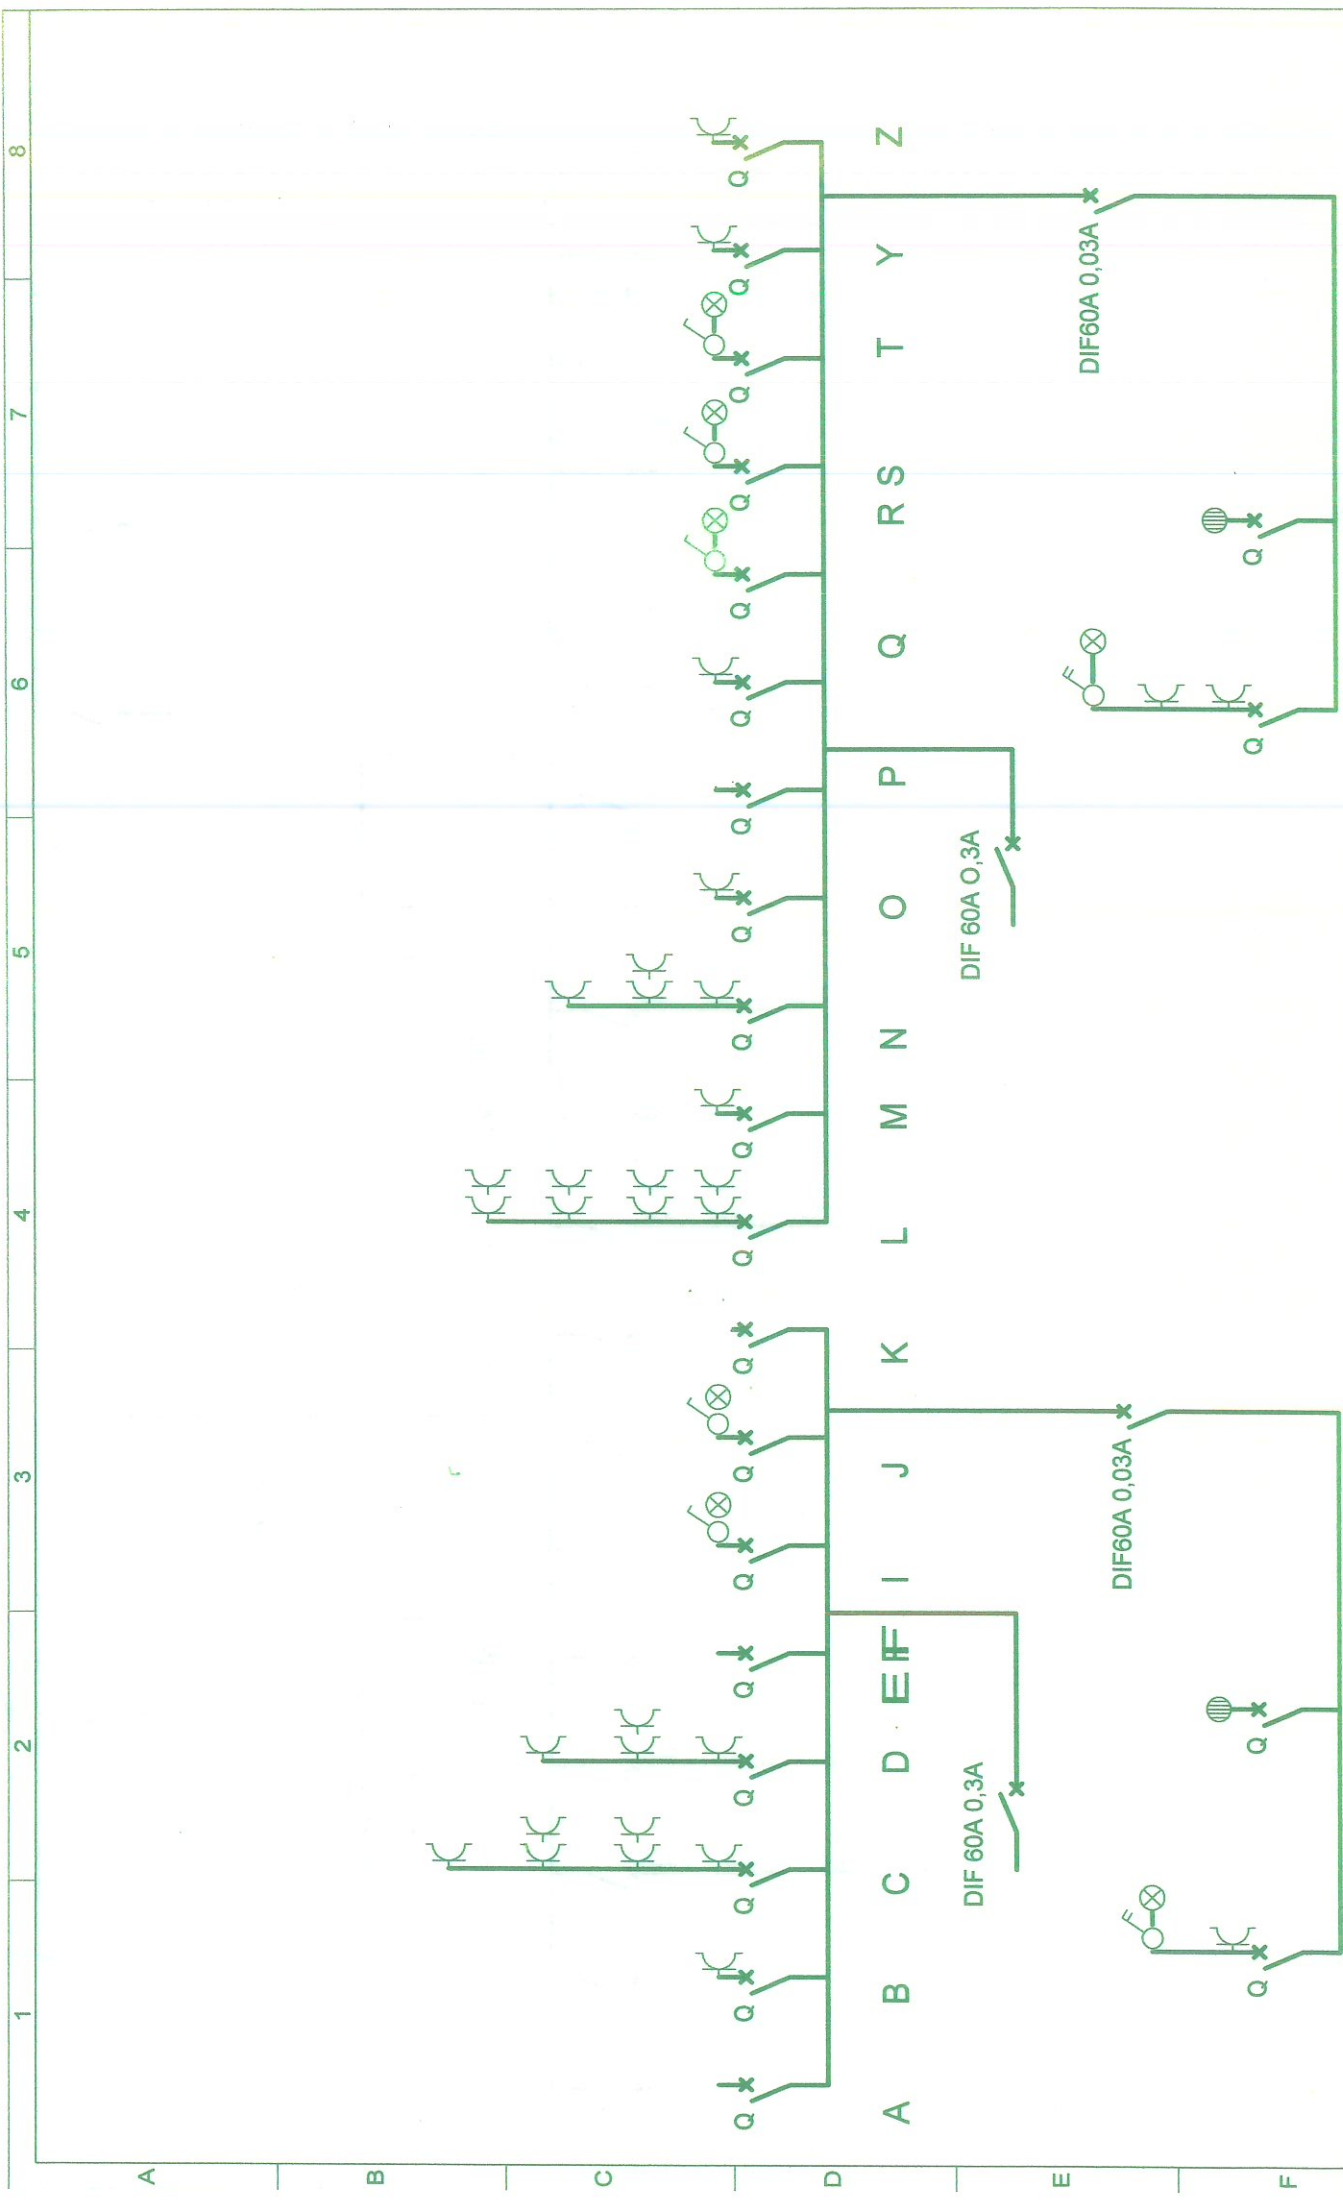 1 2 3 4 5 6 7 8
A
B
C
Q Q Q Q Q Q Q Q Q Q Q Q Q Q Q Q Q Q Q
D
A B C D E F I J K L M N O P Q R S T Y Z
DIF 60A 0,3A
DIF 60A O,3A
E
DIF60A 0,03A
DIF60A 0,03A
Q Q Q Q
F